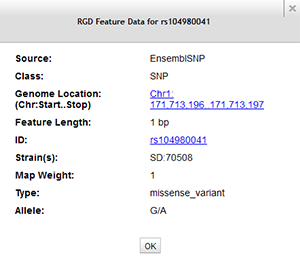 ×
RGD Feature Data for rs104980041
Source: EnsemblSNP
Class: SNP
Genome Location: Chr1:
(Chr:Start..Stop) 171,713,196..171,713,197
Feature Length: 1 bp
ID: rs104980041
Strain(s): SD:70508
Map Weight: 1
Type: missense_variant
Allele: G/A
OK